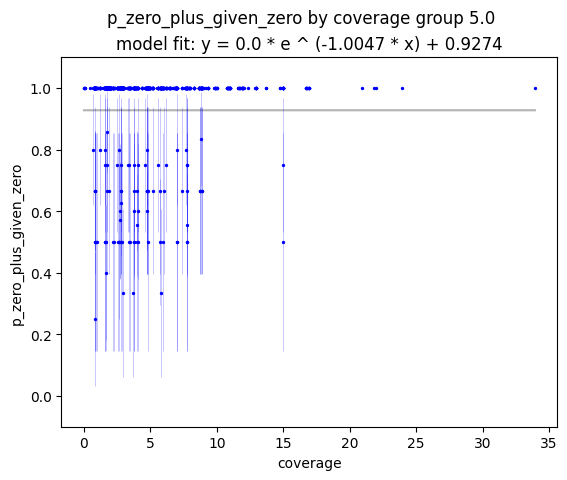 p_zero_plus_given_zero by coverage group 5.0
model fit: y = 0.0 * e ^ (-1.0047 * x) + 0.9274
p_zero_plus_given_zero
1.0
0.8
0.6
0.4
0.2
0.0
0 5 10 15 20 25 30 35
coverage